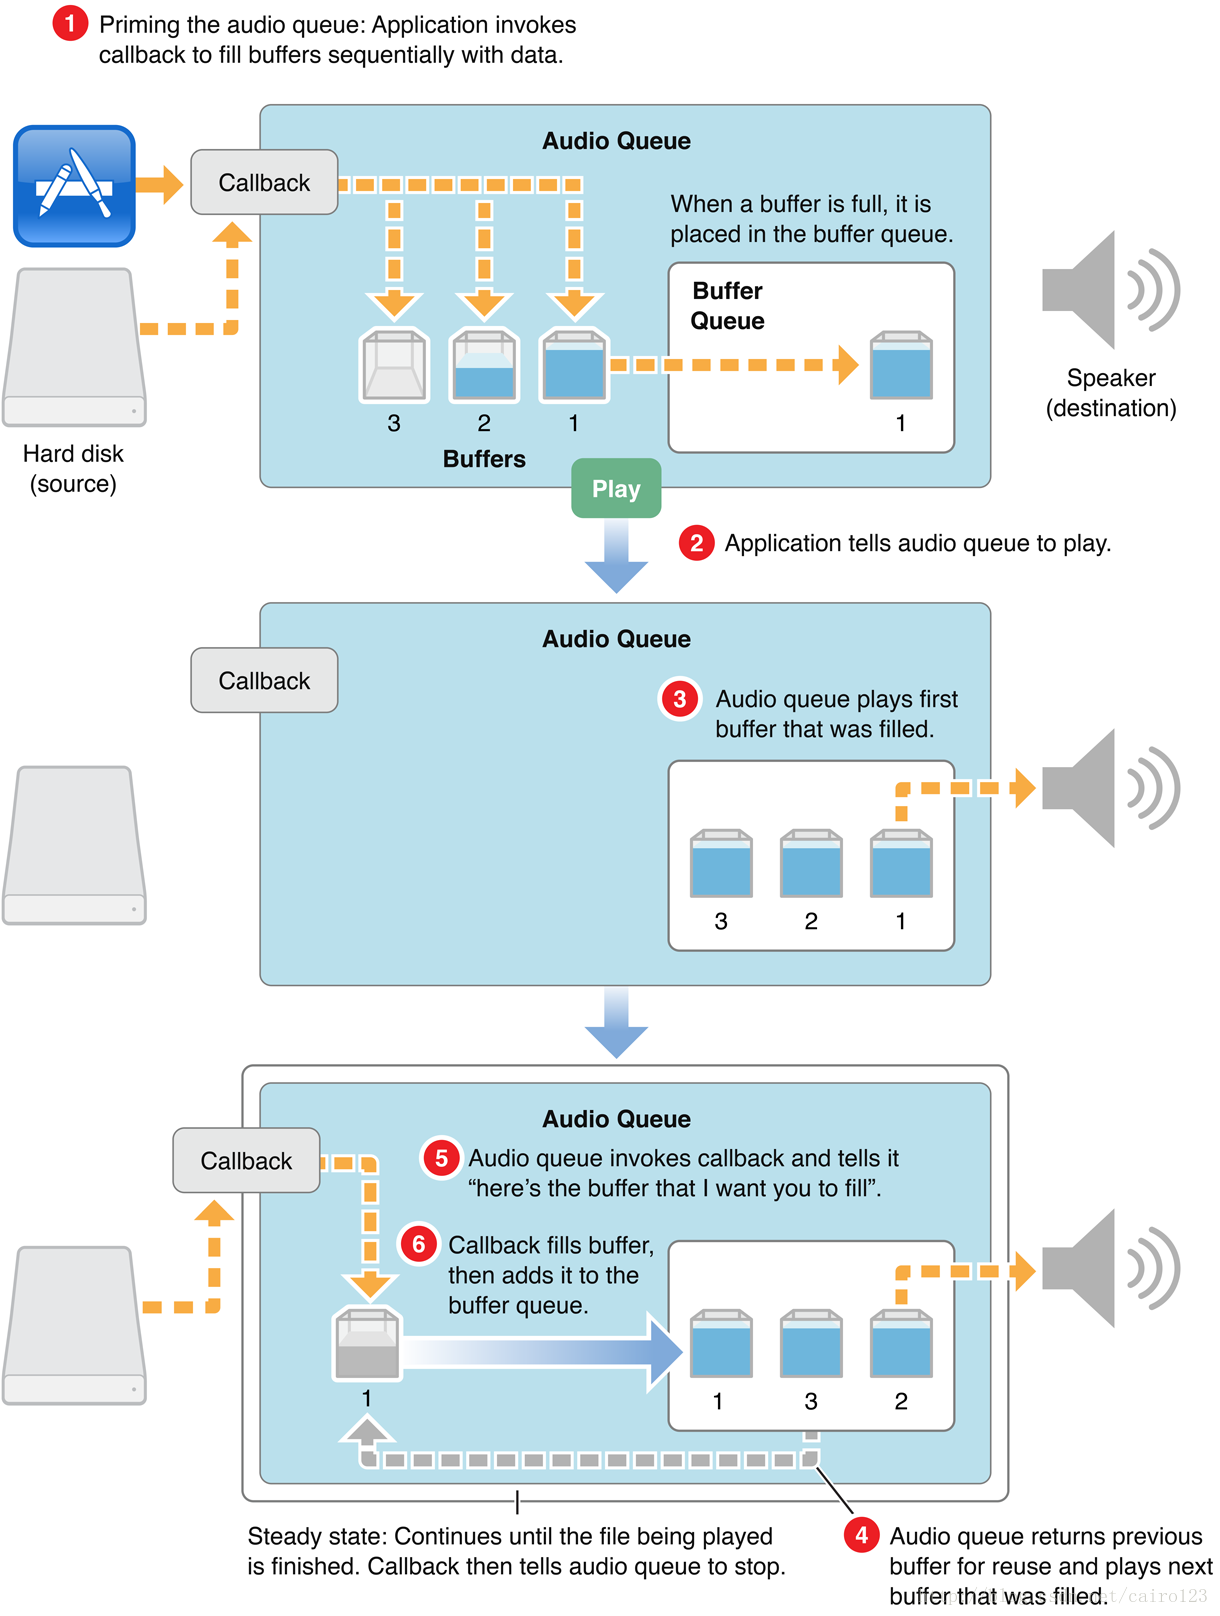 1 Priming the audio queue: Application invokes
callback to fill buffers sequentially with data.
Audio Queue
Callback
When a buffer is full, it is
placed in the buffer queue.
Buffer
Queue
3 2 1
1
Buffers
Hard disk
(source)
Speaker
(destination)
Play
2 Application tells audio queue to play.
Audio Queue
Callback
3 Audio queue plays first
buffer that was filled.
3 2 1
Audio Queue
Callback
5 Audio queue invokes callback and tells it
“here’s the buffer that I want you to fill”.
6 Callback fills buffer,
then adds it to the
buffer queue.
1
1 3 2
Steady state: Continues until the file being played
is finished. Callback then tells audio queue to stop.
4 Audio queue returns previous
buffer for reuse and plays next
buffer that was filled.